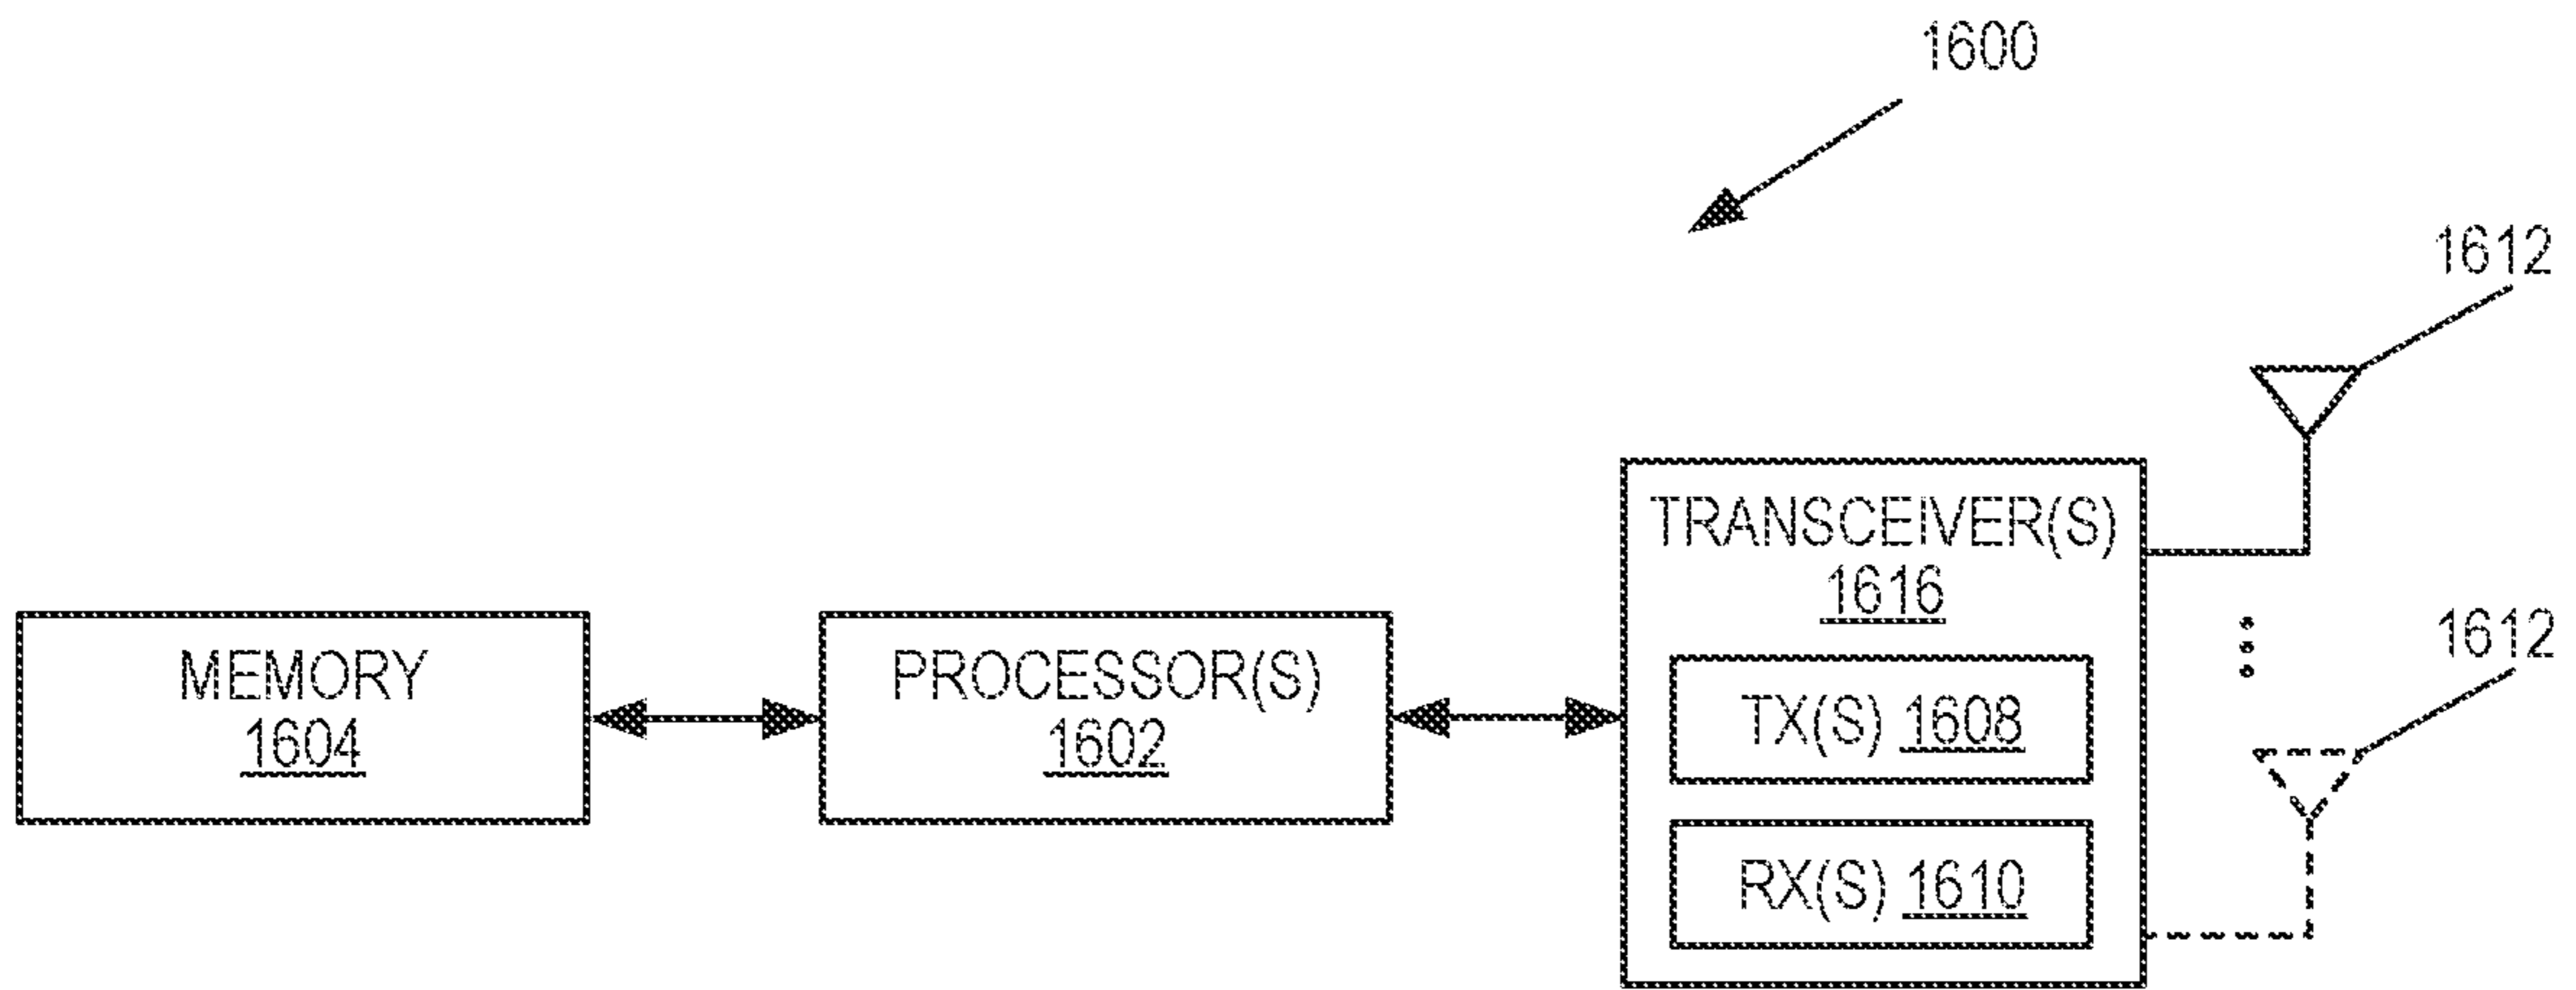 1600
1612
TRANSCEIVER(S)
1616
1612
MEMORY
1604
PROCESSOR(S)
1602
TX(S) 1608
RX(S) 1610